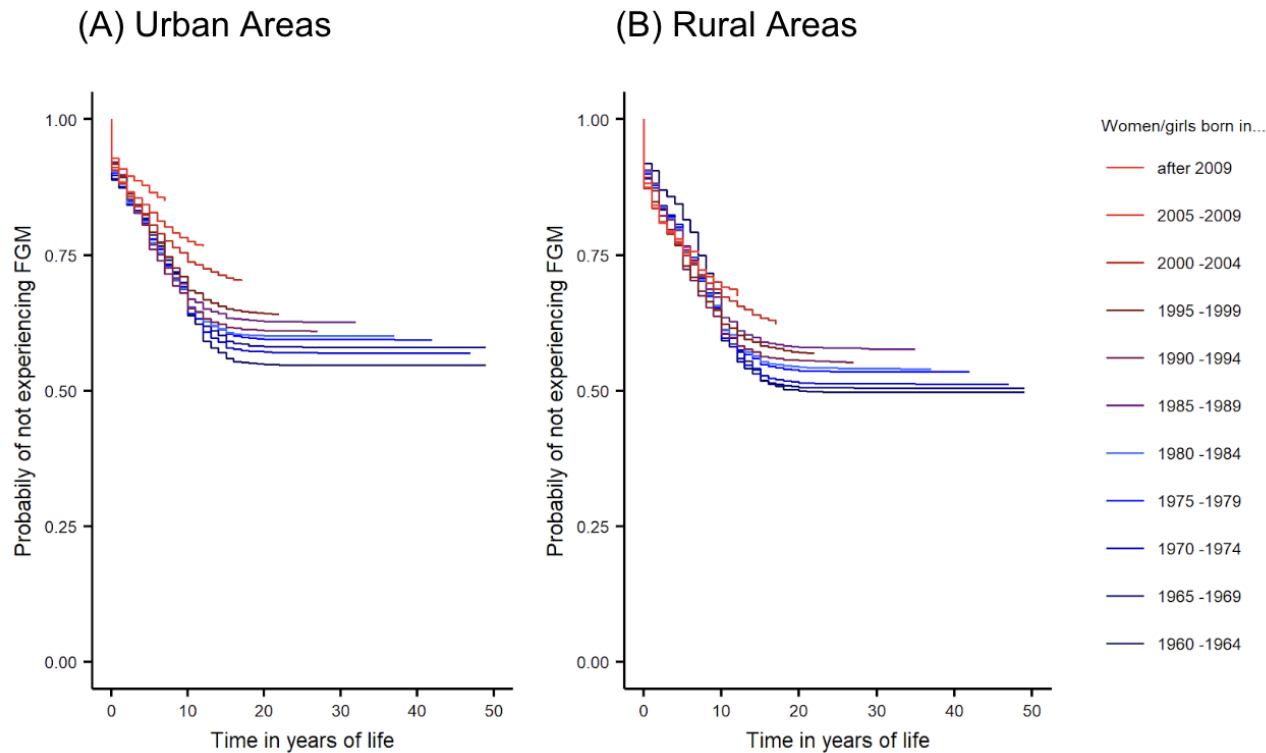 (A) Urban Areas
(B) Rural Areas
1.00
0.75
0.50
0.25
0.00
Probabily of not experiencing FGM
0 10 20 30 40 50
Time in years of life
1.00
0.75
0.50
0.25
0.00
Probabily of not experiencing FGM
0 10 20 30 40 50
Time in years of life
Women/girls born in...
after 2009
2005 -2009
2000 -2004
1995 -1999
1990 -1994
1985 -1989
1980 -1984
1975 -1979
1970 -1974
1965 -1969
1960 -1964